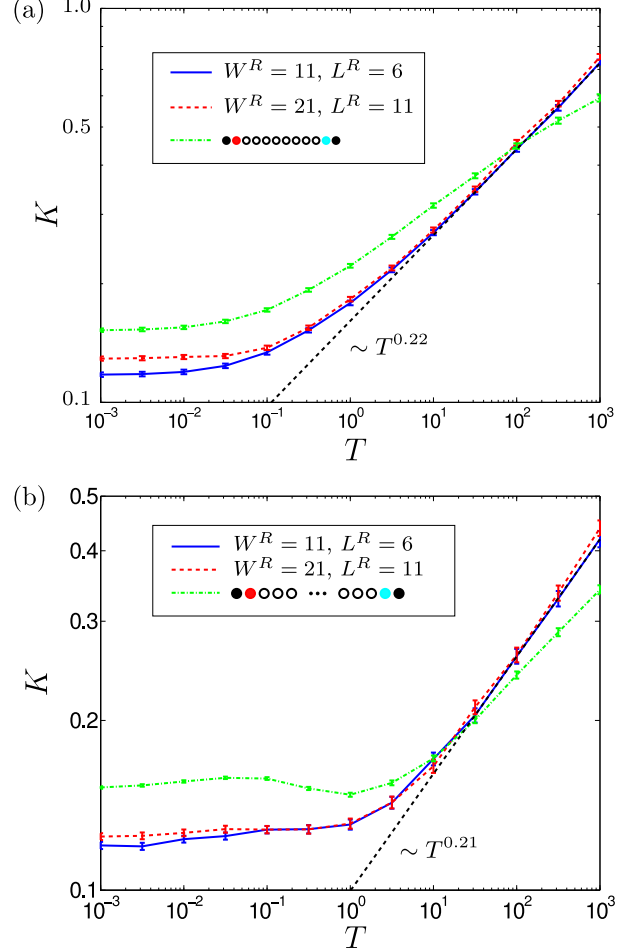 (a)
1.0
W^R = 11, L^R = 6
W^R = 21, L^R = 11
0.5
K
∼ T^0.22
0.1
10^−3 10^−2 10^−1 10^0 10^1 10^2 10^3
T
(b)
0.5
W^R = 11, L^R = 6
0.4
W^R = 21, L^R = 11
...
0.3
K
0.2
∼ T^0.21
0.1
10^−3 10^−2 10^−1 10^0 10^1 10^2 10^3
T